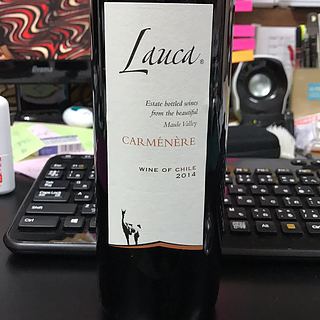 Lauca®
Estate bottled wines
from the beautiful
Maule Valley
CARMÉNÈRE
WINE OF CHILE
2014